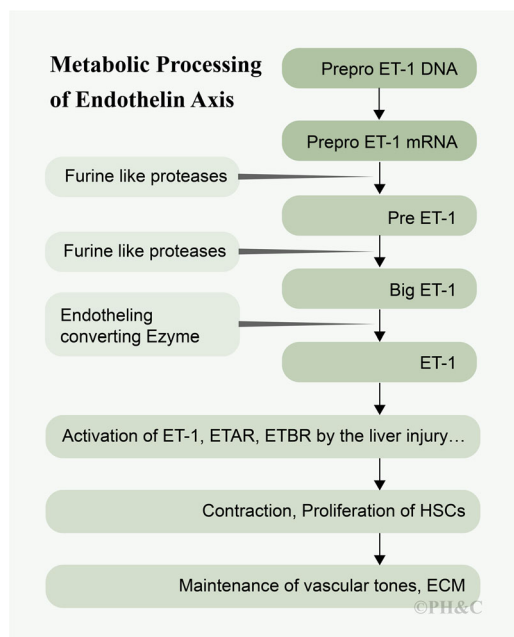 Metabolic Processing
of Endothelin Axis
Prepro ET-1 DNA
Prepro ET-1 mRNA
Furine like proteases
Pre ET-1
Furine like proteases
Big ET-1
Endotheling
converting Ezyme
ET-1
Activation of ET-1, ETAR, ETBR by the liver injury…
Contraction, Proliferation of HSCs
Maintenance of vascular tones, ECM
©PH&C